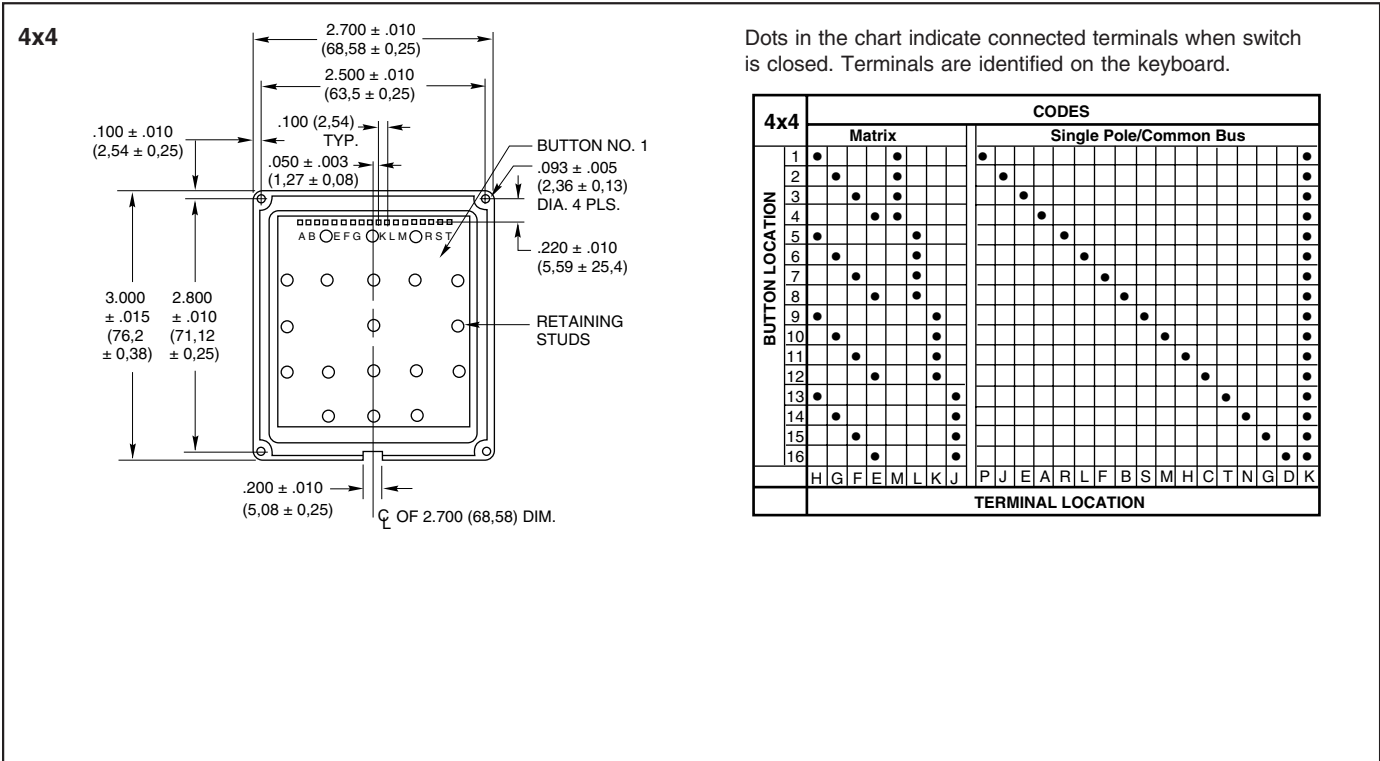 4x4
2.700 ± .010
(68,58 ± 0,25)
2.500 ± .010
(63,5 ± 0,25)
.100 ± .010
(2,54 ± 0,25)
.100 (2,54)
TYP.
.050 ± .003
(1,27 ± 0,08)
BUTTON NO. 1
.093 ± .005
(2,36 ± 0,13)
DIA. 4 PLS.
A B E F G K L M R S T
.220 ± .010
(5,59 ± 25,4)
3.000
± .015
(76,2
± 0,38)
2.800
± .010
(71,12
± 0,25)
RETAINING
STUDS
.200 ± .010
(5,08 ± 0,25)
℄ OF 2.700 (68,58) DIM.
Dots in the chart indicate connected terminals when switch
is closed. Terminals are identified on the keyboard.
4x4
CODES
Matrix Single Pole/Common Bus
BUTTON LOCATION
1
2
3
4
5
6
7
8
9
10
11
12
13
14
15
16
H G F E M L K J P J E A R L F B S M H C T N G D K
TERMINAL LOCATION